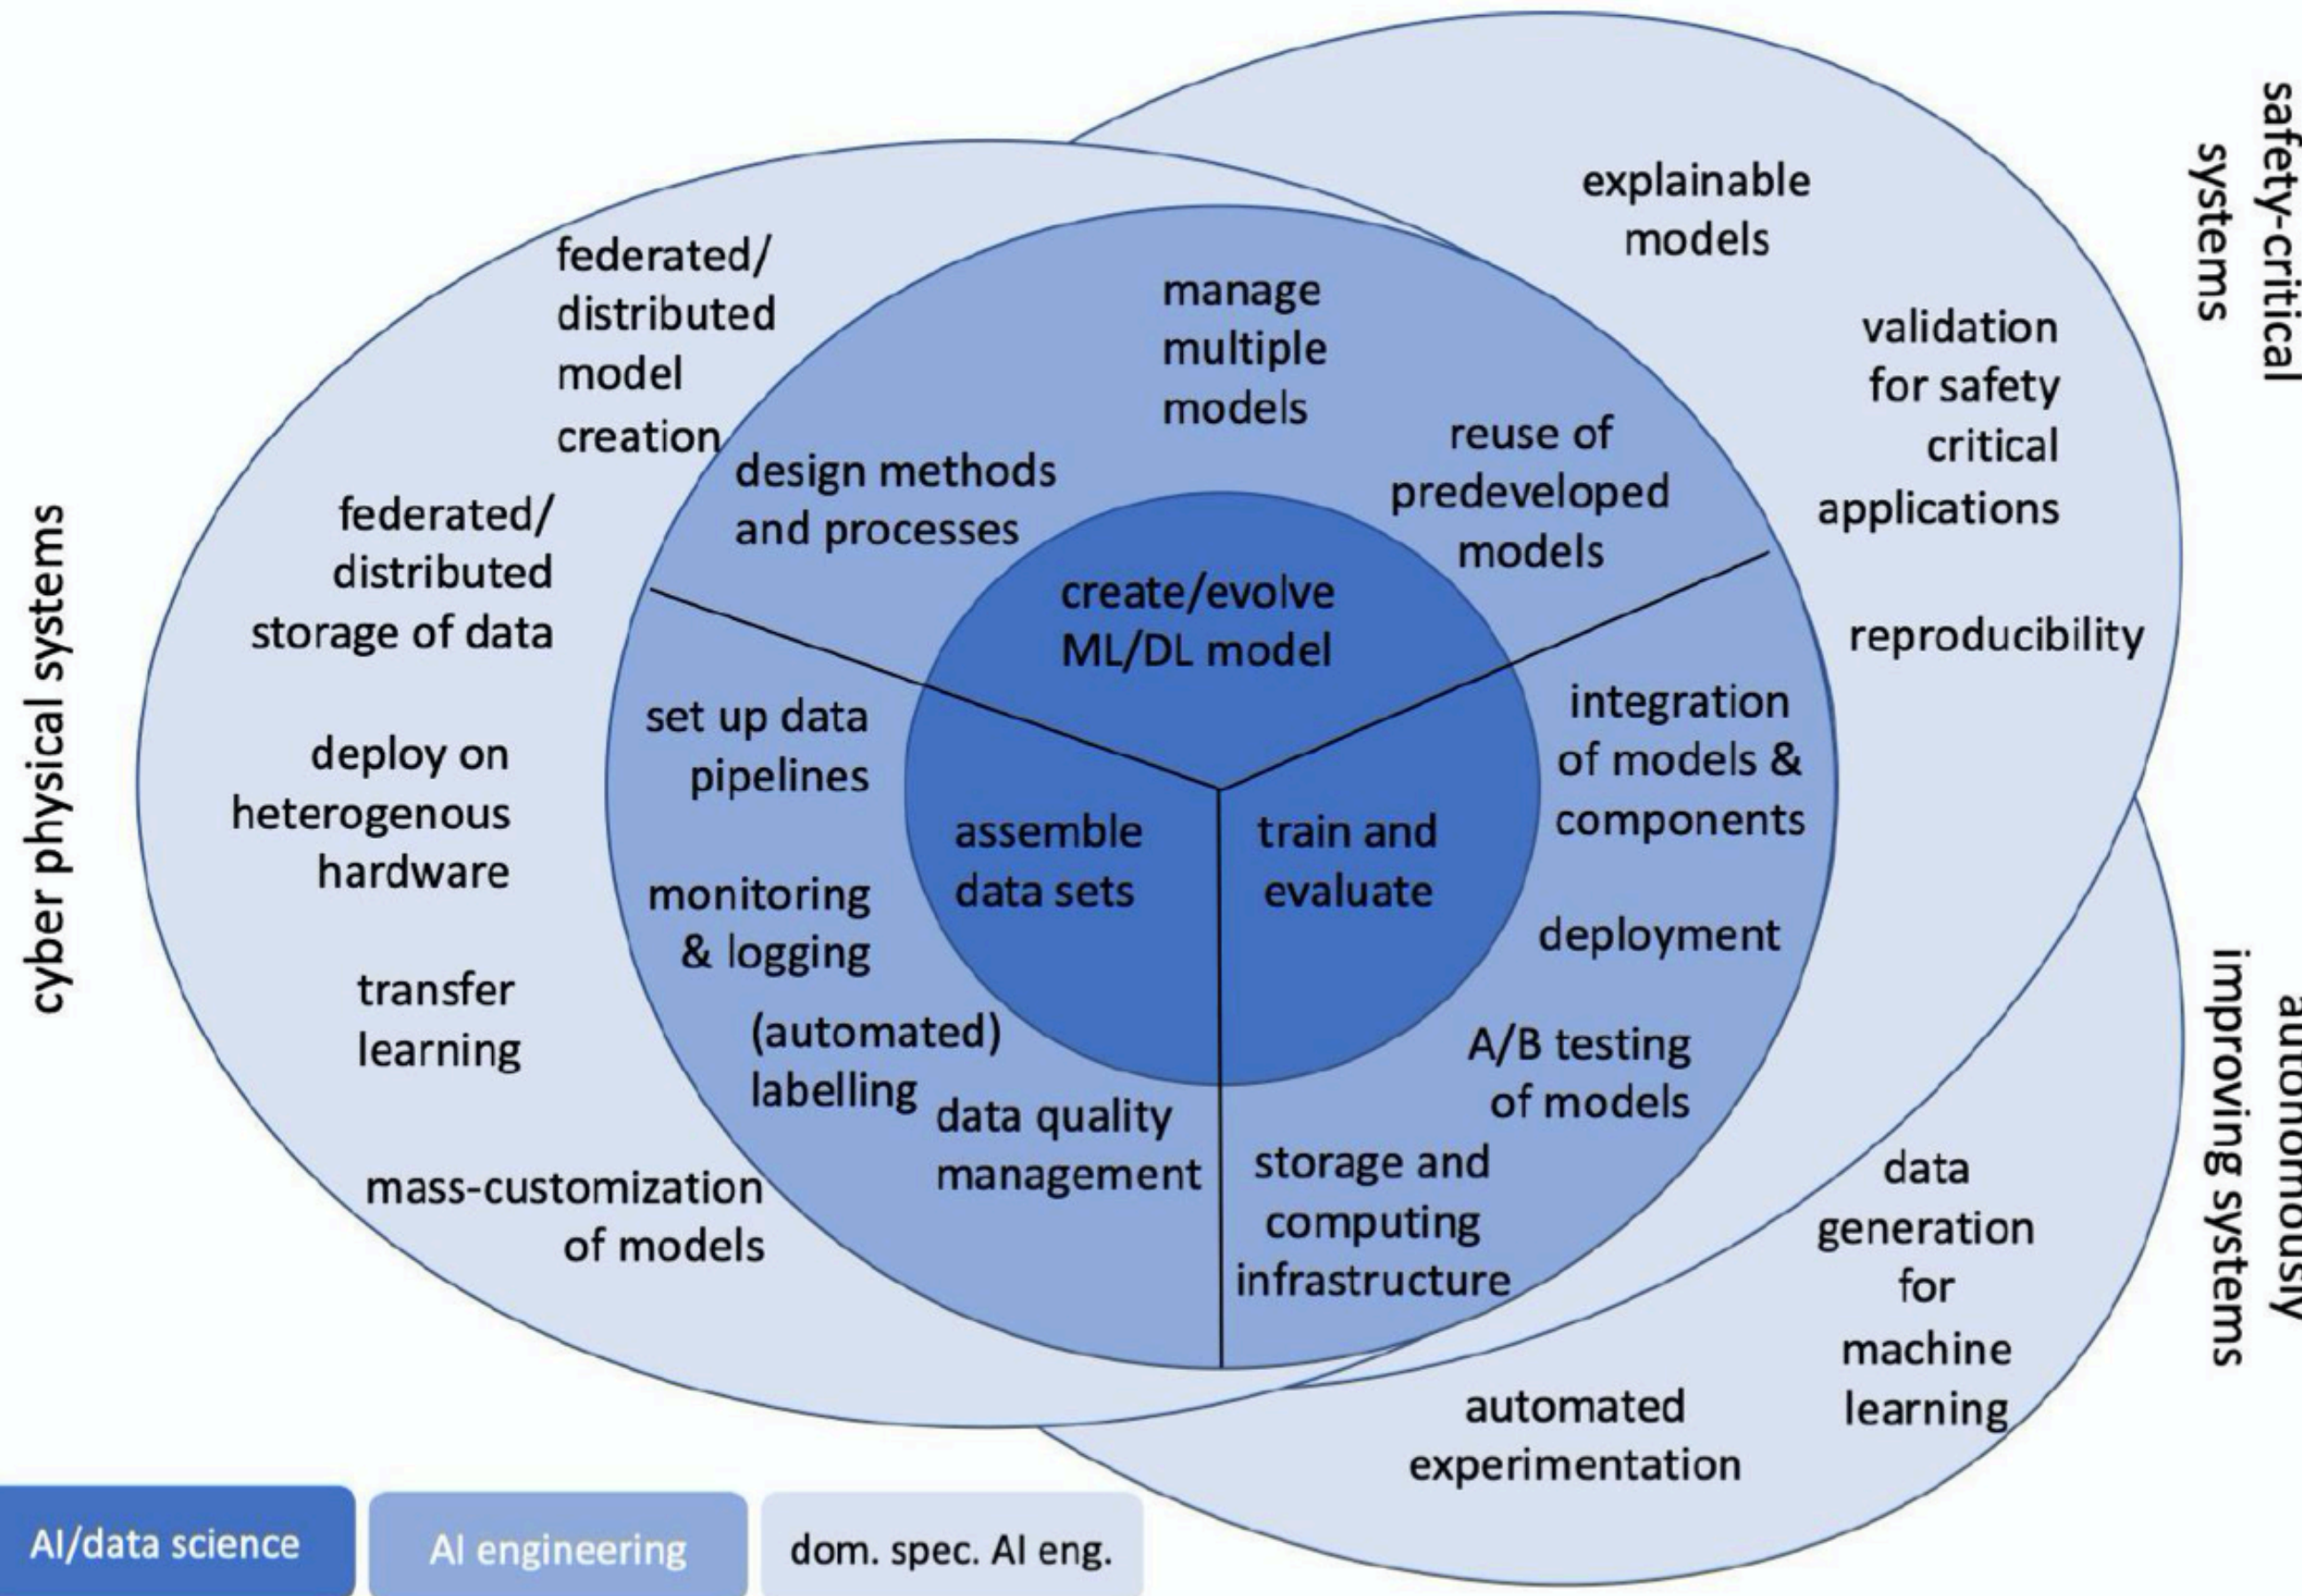 safety-critical
systems
explainable
models
validation
for safety
critical
applications
reproducibility
cyber physical systems
federated/
distributed
model
creation
federated/
distributed
storage of data
deploy on
heterogenous
hardware
transfer
learning
mass-customization
of models
manage
multiple
models
design methods
and processes
reuse of
predeveloped
models
create/evolve
ML/DL model
set up data
pipelines
assemble
data sets
train and
evaluate
integration
of models &
components
monitoring
& logging
deployment
(automated)
labelling
A/B testing
of models
data quality
management
storage and
computing
infrastructure
autonomously
improving systems
data
generation
for
machine
learning
automated
experimentation
AI/data science
AI engineering
dom. spec. AI eng.